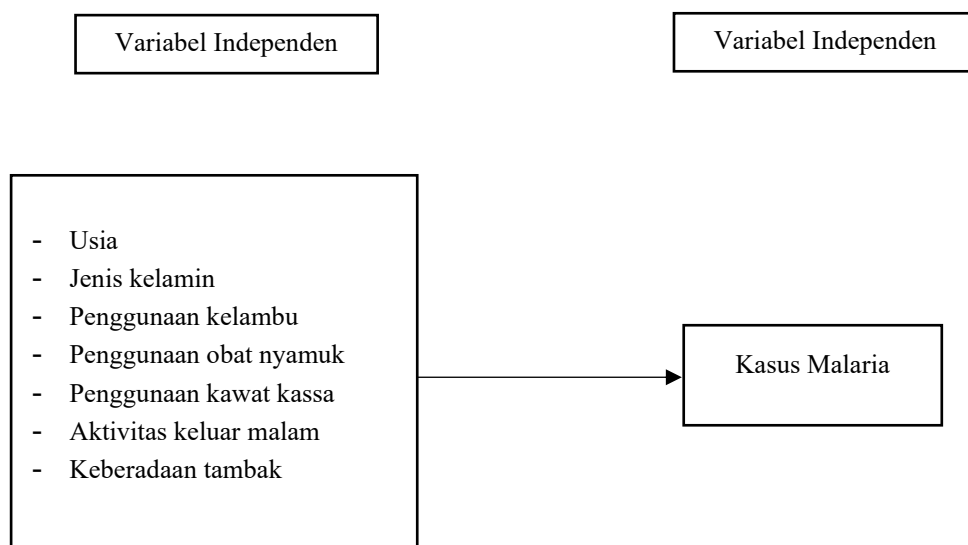 Variabel Independen
Variabel Independen
- Usia
- Jenis kelamin
- Penggunaan kelambu
- Penggunaan obat nyamuk
- Penggunaan kawat kassa
- Aktivitas keluar malam
- Keberadaan tambak
Kasus Malaria